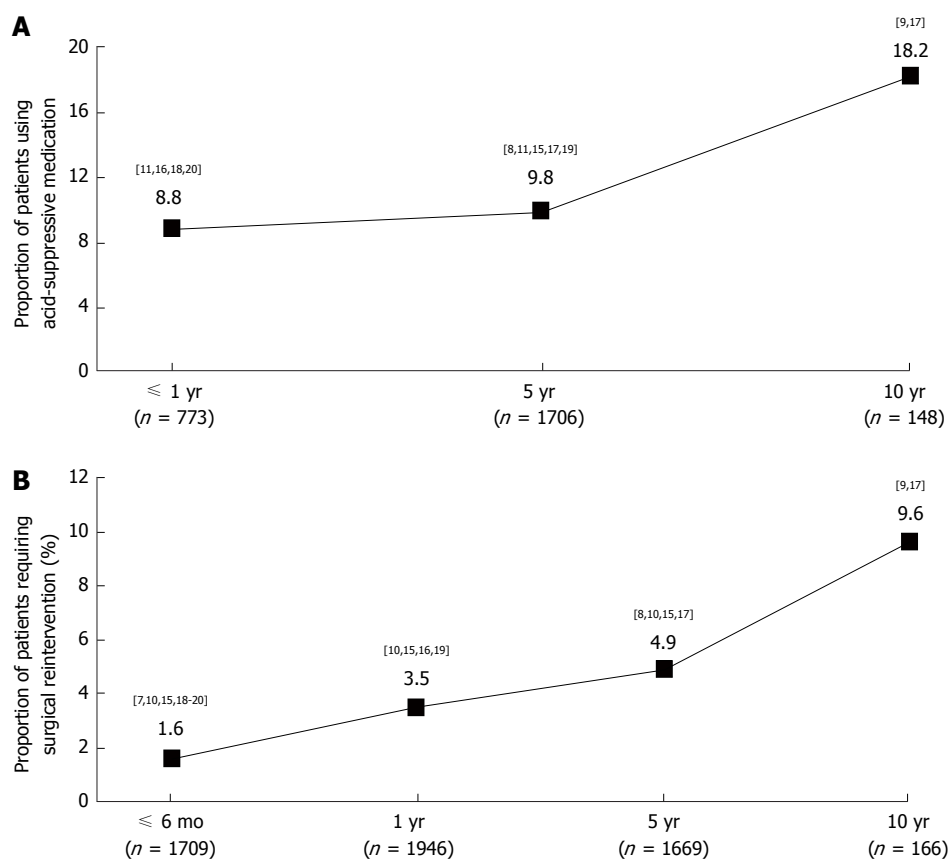 A
Proportion of patients using
acid-suppressive medication
20
16
12
8
4
0
[11,16,18,20]
8.8
[8,11,15,17,19]
9.8
[9,17]
18.2
≤ 1 yr
(n = 773)
5 yr
(n = 1706)
10 yr
(n = 148)
B
Proportion of patients requiring
surgical reintervention (%)
12
10
8
6
4
2
0
[7,10,15,18-20]
1.6
[10,15,16,19]
3.5
[8,10,15,17]
4.9
[9,17]
9.6
≤ 6 mo
(n = 1709)
1 yr
(n = 1946)
5 yr
(n = 1669)
10 yr
(n = 166)